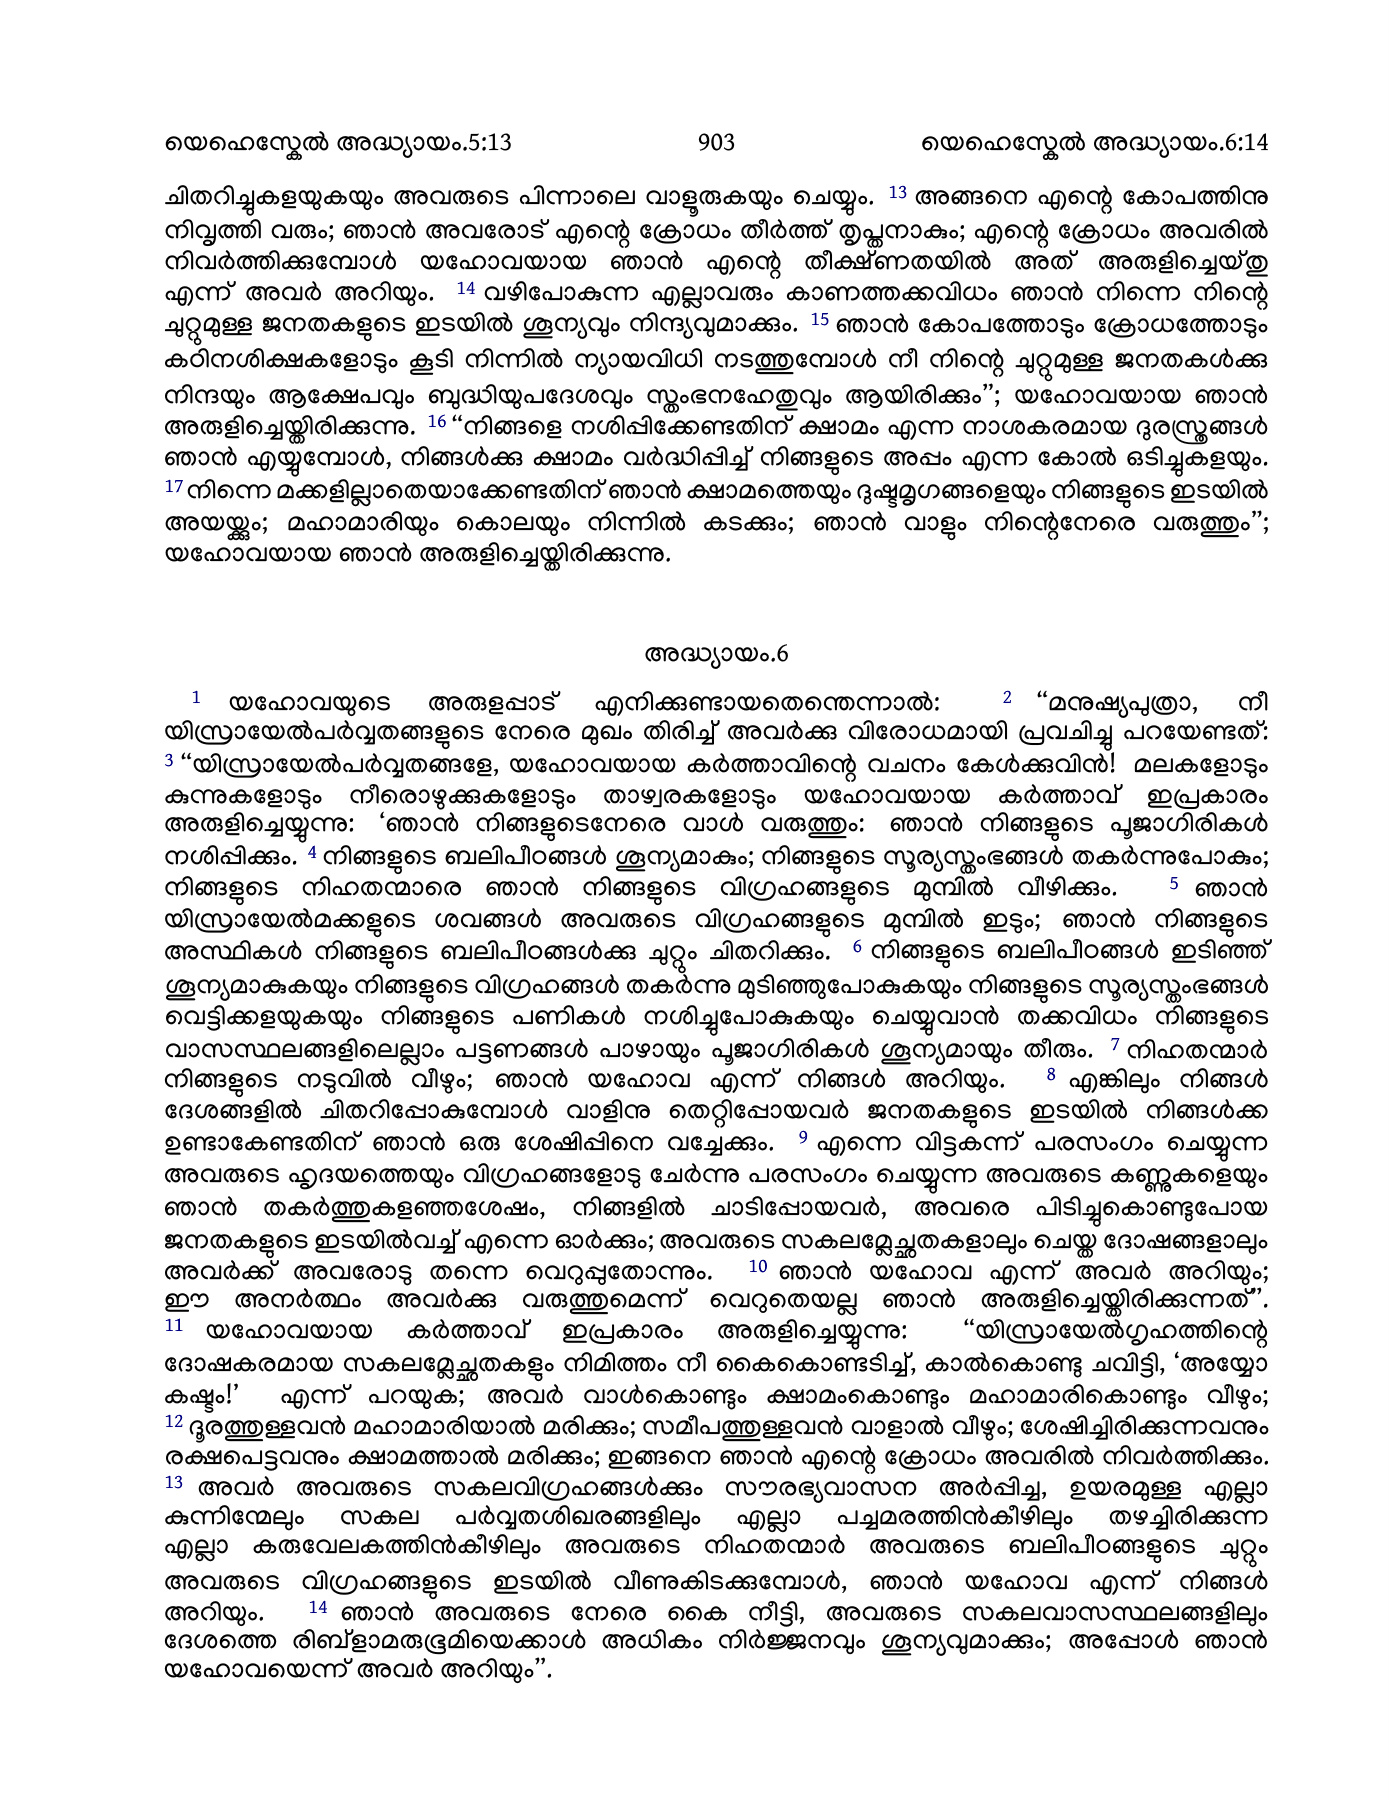 യെഹെസ്കേൽ അദ്ധ്യായം.5:13 903 യെഹെസ്കേൽ അദ്ധ്യായം.6:14
ചിതറിച്ചുകളയുകയും അവരുടെ പിന്നാലെ വാളൂരുകയും ചെയ്യും. 13 അങ്ങനെ എന്റെ കോപത്തിനു
നിവൃത്തി വരും; ഞാൻ അവരോട് എന്റെ ക്രോധം തീർത്ത് തൃപ്തനാകും; എന്റെ ക്രോധം അവരിൽ
നിവർത്തിക്കുമ്പോൾ യഹോവയായ ഞാൻ എന്റെ തീക്ഷ്ണതയിൽ അത് അരുളിച്ചെയ്തു
എന്ന് അവർ അറിയും. 14 വഴിപോകുന്ന എല്ലാവരും കാണത്തക്കവിധം ഞാൻ നിന്നെ നിന്റെ
ചുറ്റുമുള്ള ജനതകളുടെ ഇടയിൽ ശൂന്യവും നിന്ദ്യവുമാക്കും. 15 ഞാൻ കോപത്തോടും ക്രോധത്തോടും
കഠിനശിക്ഷകളോടും കൂടി നിന്നിൽ ന്യായവിധി നടത്തുമ്പോൾ നീ നിന്റെ ചുറ്റുമുള്ള ജനതകൾക്കു
നിന്ദയും ആക്ഷേപവും ബുദ്ധിയുപദേശവും സ്തംഭനഹേതുവും ആയിരിക്കും”; യഹോവയായ ഞാൻ
അരുളിച്ചെയ്തിരിക്കുന്നു. 16 “നിങ്ങളെ നശിപ്പിക്കേണ്ടതിന് ക്ഷാമം എന്ന നാശകരമായ ദുരസ്ത്രങ്ങൾ
ഞാൻ എയ്യുമ്പോൾ, നിങ്ങൾക്കു ക്ഷാമം വർദ്ധിപ്പിച്ച് നിങ്ങളുടെ അപ്പം എന്ന കോൽ ഒടിച്ചുകളയും.
17 നിന്നെ മക്കളില്ലാതെയാക്കേണ്ടതിന് ഞാൻ ക്ഷാമത്തെയും ദുഷ്ടമൃഗങ്ങളെയും നിങ്ങളുടെ ഇടയിൽ
അയയ്ക്കും; മഹാമാരിയും കൊലയും നിന്നിൽ കടക്കും; ഞാൻ വാളും നിന്റെനേരെ വരുത്തും”;
യഹോവയായ ഞാൻ അരുളിച്ചെയ്തിരിക്കുന്നു.
അദ്ധ്യായം.6
1 യഹോവയുടെ അരുളപ്പാട് എനിക്കുണ്ടായതെന്തെന്നാൽ: 2 “മനുഷ്യപുത്രാ, നീ
യിസ്രായേൽപർവ്വതങ്ങളുടെ നേരെ മുഖം തിരിച്ച് അവർക്കു വിരോധമായി പ്രവചിച്ചു പറയേണ്ടത്:
3 “യിസ്രായേൽപർവ്വതങ്ങളേ, യഹോവയായ കർത്താവിന്റെ വചനം കേൾക്കുവിൻ! മലകളോടും
കുന്നുകളോടും നീരൊഴുക്കുകളോടും താഴ്വരകളോടും യഹോവയായ കർത്താവ് ഇപ്രകാരം
അരുളിച്ചെയ്യുന്നു: ‘ഞാൻ നിങ്ങളുടെനേരെ വാൾ വരുത്തും: ഞാൻ നിങ്ങളുടെ പൂജാഗിരികൾ
നശിപ്പിക്കും. 4 നിങ്ങളുടെ ബലിപീഠങ്ങൾ ശൂന്യമാകും; നിങ്ങളുടെ സൂര്യസ്തംഭങ്ങൾ തകർന്നുപോകും;
നിങ്ങളുടെ നിഹതന്മാരെ ഞാൻ നിങ്ങളുടെ വിഗ്രഹങ്ങളുടെ മുമ്പിൽ വീഴിക്കും. 5 ഞാൻ
യിസ്രായേൽമക്കളുടെ ശവങ്ങൾ അവരുടെ വിഗ്രഹങ്ങളുടെ മുമ്പിൽ ഇടും; ഞാൻ നിങ്ങളുടെ
അസ്ഥികൾ നിങ്ങളുടെ ബലിപീഠങ്ങൾക്കു ചുറ്റും ചിതറിക്കും. 6 നിങ്ങളുടെ ബലിപീഠങ്ങൾ ഇടിഞ്ഞ്
ശൂന്യമാകുകയും നിങ്ങളുടെ വിഗ്രഹങ്ങൾ തകർന്നു മുടിഞ്ഞുപോകുകയും നിങ്ങളുടെ സൂര്യസ്തംഭങ്ങൾ
വെട്ടിക്കളയുകയും നിങ്ങളുടെ പണികൾ നശിച്ചുപോകുകയും ചെയ്യുവാൻ തക്കവിധം നിങ്ങളുടെ
വാസസ്ഥലങ്ങളിലെല്ലാം പട്ടണങ്ങൾ പാഴായും പൂജാഗിരികൾ ശൂന്യമായും തീരും. 7 നിഹതന്മാർ
നിങ്ങളുടെ നടുവിൽ വീഴും; ഞാൻ യഹോവ എന്ന് നിങ്ങൾ അറിയും. 8 എങ്കിലും നിങ്ങൾ
ദേശങ്ങളിൽ ചിതറിപ്പോകുമ്പോൾ വാളിനു തെറ്റിപ്പോയവർ ജനതകളുടെ ഇടയിൽ നിങ്ങൾക്ക
ഉണ്ടാകേണ്ടതിന് ഞാൻ ഒരു ശേഷിപ്പിനെ വച്ചേക്കും. 9 എന്നെ വിട്ടകന്ന് പരസംഗം ചെയ്യുന്ന
അവരുടെ ഹൃദയത്തെയും വിഗ്രഹങ്ങളോടു ചേർന്നു പരസംഗം ചെയ്യുന്ന അവരുടെ കണ്ണുകളെയും
ഞാൻ തകർത്തുകളഞ്ഞശേഷം, നിങ്ങളിൽ ചാടിപ്പോയവർ, അവരെ പിടിച്ചുകൊണ്ടുപോയ
ജനതകളുടെ ഇടയിൽവച്ച് എന്നെ ഓർക്കും; അവരുടെ സകലമ്ലേച്ഛതകളാലും ചെയ്ത ദോഷങ്ങളാലും
അവർക്ക് അവരോടു തന്നെ വെറുപ്പുതോന്നും. 10 ഞാൻ യഹോവ എന്ന് അവർ അറിയും;
ഈ അനർത്ഥം അവർക്കു വരുത്തുമെന്ന് വെറുതെയല്ല ഞാൻ അരുളിച്ചെയ്തിരിക്കുന്നത്”.
11 യഹോവയായ കർത്താവ് ഇപ്രകാരം അരുളിച്ചെയ്യുന്നു: “യിസ്രായേൽഗൃഹത്തിന്റെ
ദോഷകരമായ സകലമ്ലേച്ഛതകളും നിമിത്തം നീ കൈകൊണ്ടടിച്ച്, കാൽകൊണ്ടു ചവിട്ടി, ‘അയ്യോ
കഷ്ടം!’ എന്ന് പറയുക; അവർ വാൾകൊണ്ടും ക്ഷാമംകൊണ്ടും മഹാമാരികൊണ്ടും വീഴും;
12 ദൂരത്തുള്ളവൻ മഹാമാരിയാൽ മരിക്കും; സമീപത്തുള്ളവൻ വാളാൽ വീഴും; ശേഷിച്ചിരിക്കുന്നവനും
രക്ഷപെട്ടവനും ക്ഷാമത്താൽ മരിക്കും; ഇങ്ങനെ ഞാൻ എന്റെ ക്രോധം അവരിൽ നിവർത്തിക്കും.
13 അവർ അവരുടെ സകലവിഗ്രഹങ്ങൾക്കും സൗരഭ്യവാസന അർപ്പിച്ച, ഉയരമുള്ള എല്ലാ
കുന്നിന്മേലും സകല പർവ്വതശിഖരങ്ങളിലും എല്ലാ പച്ചമരത്തിൻകീഴിലും തഴച്ചിരിക്കുന്ന
എല്ലാ കരുവേലകത്തിൻകീഴിലും അവരുടെ നിഹതന്മാർ അവരുടെ ബലിപീഠങ്ങളുടെ ചുറ്റും
അവരുടെ വിഗ്രഹങ്ങളുടെ ഇടയിൽ വീണുകിടക്കുമ്പോൾ, ഞാൻ യഹോവ എന്ന് നിങ്ങൾ
അറിയും. 14 ഞാൻ അവരുടെ നേരെ കൈ നീട്ടി, അവരുടെ സകലവാസസ്ഥലങ്ങളിലും
ദേശത്തെ രിബ്ളാമരുഭൂമിയെക്കാൾ അധികം നിർജ്ജനവും ശൂന്യവുമാക്കും; അപ്പോൾ ഞാൻ
യഹോവയെന്ന് അവർ അറിയും”.